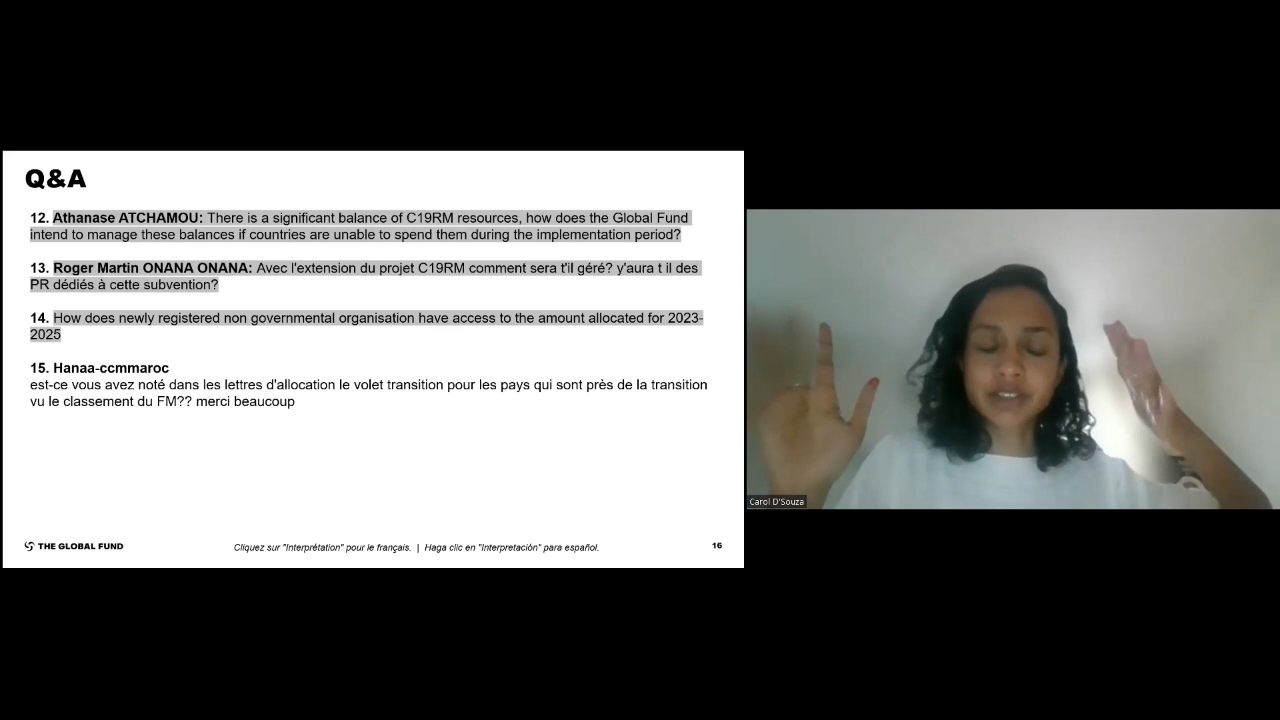 Q&A
12. Athanase ATCHAMOU: There is a significant balance of C19RM resources, how does the Global Fund
intend to manage these balances if countries are unable to spend them during the implementation period?
13. Roger Martin ONANA ONANA: Avec l'extension du projet C19RM comment sera t'il géré? y'aura t il des
PR dédiés à cette subvention?
14. How does newly registered non governmental organisation have access to the amount allocated for 2023-
2025
15. Hanaa-ccmmaroc
est-ce vous avez noté dans les lettres d'allocation le volet transition pour les pays qui sont près de la transition
vu le classement du FM?? merci beaucoup
THE GLOBAL FUND
Cliquez sur "Interprétation" pour le français. | Haga clic en "Interpretación" para español.
16
Carol D'Souza